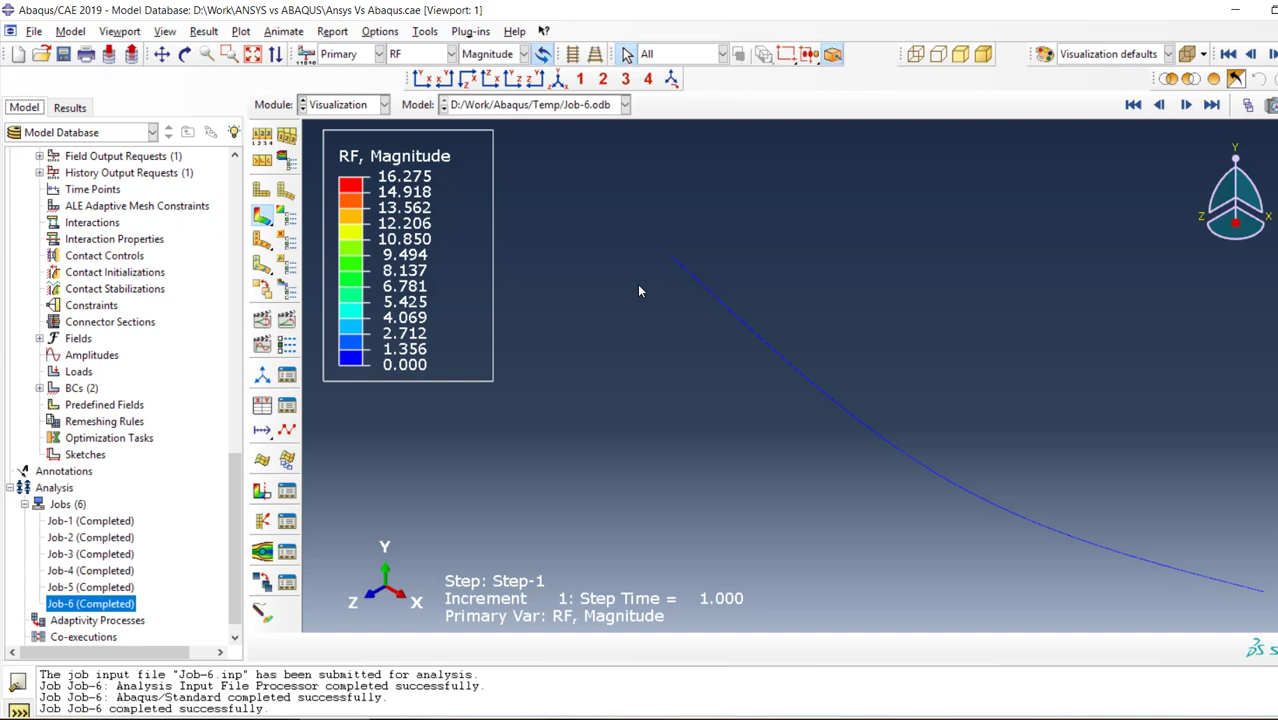 Abaqus/CAE 2019 - Model Database: D:\Work\ANSYS vs ABAQUS\Ansys Vs Abaqus.cae [Viewport: 1]
File Model Viewport View Result Plot Animate Report Options Tools Plug-ins Help
Primary RF Magnitude All Visualization defaults
1 2 3 4
Model Results Module: Visualization Model: D:/Work/Abaqus/Temp/Job-6.odb
Model Database
Field Output Requests (1)
History Output Requests (1)
Time Points
ALE Adaptive Mesh Constraints
Interactions
Interaction Properties
Contact Controls
Contact Initializations
Contact Stabilizations
Constraints
Connector Sections
Fields
Amplitudes
Loads
BCs (2)
Predefined Fields
Remeshing Rules
Optimization Tasks
Sketches
Annotations
Analysis
Jobs (6)
Job-1 (Completed)
Job-2 (Completed)
Job-3 (Completed)
Job-4 (Completed)
Job-5 (Completed)
Job-6 (Completed)
Adaptivity Processes
Co-executions
RF, Magnitude
16.275
14.918
13.562
12.206
10.850
9.494
8.137
6.781
5.425
4.069
2.712
1.356
0.000
Y
Z X
Y
Z X
Step: Step-1
Increment 1: Step Time = 1.000
Primary Var: RF, Magnitude
The job input file "Job-6.inp" has been submitted for analysis.
Job Job-6: Analysis Input File Processor completed successfully.
Job Job-6: Abaqus/Standard completed successfully.
Job Job-6 completed successfully.